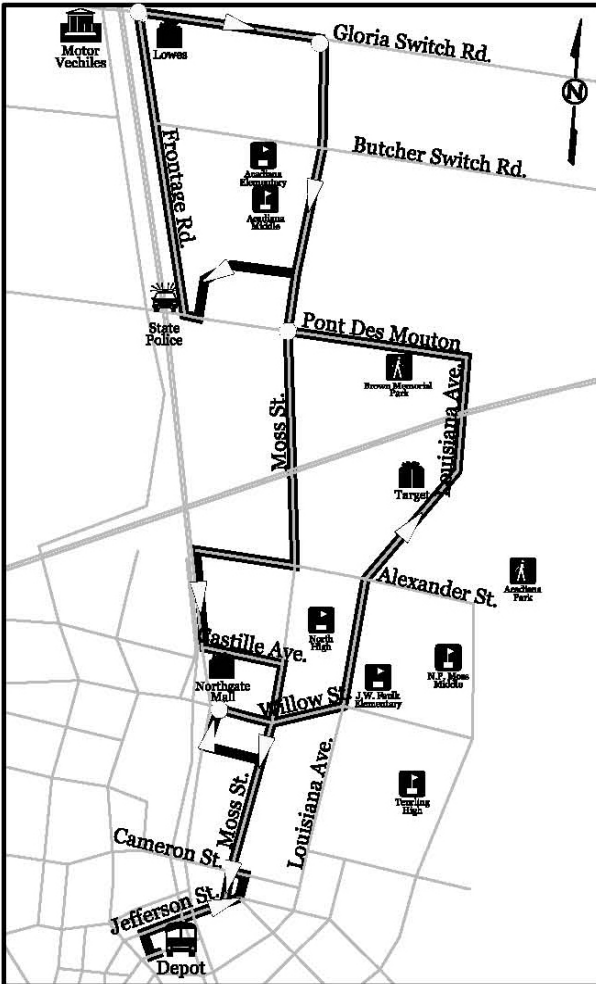 Motor
Vechiles
Lowes
Gloria Switch Rd.
N
Frontage Rd.
Acadiana
Elementary
Butcher Switch Rd.
Acadiana
Middle
State
Police
Pont Des Mouton
Brown Memorial
Park
Moss St.
Louisiana Ave.
Target
Alexander St.
Acadiana
Park
Castille Ave.
North
High
Northgate
Mall
Willow St.
J.W. Faulk
Elementary
N.P. Moss
Middle
Moss St.
Louisiana Ave.
High
Cameron St.
Jefferson St.
Depot